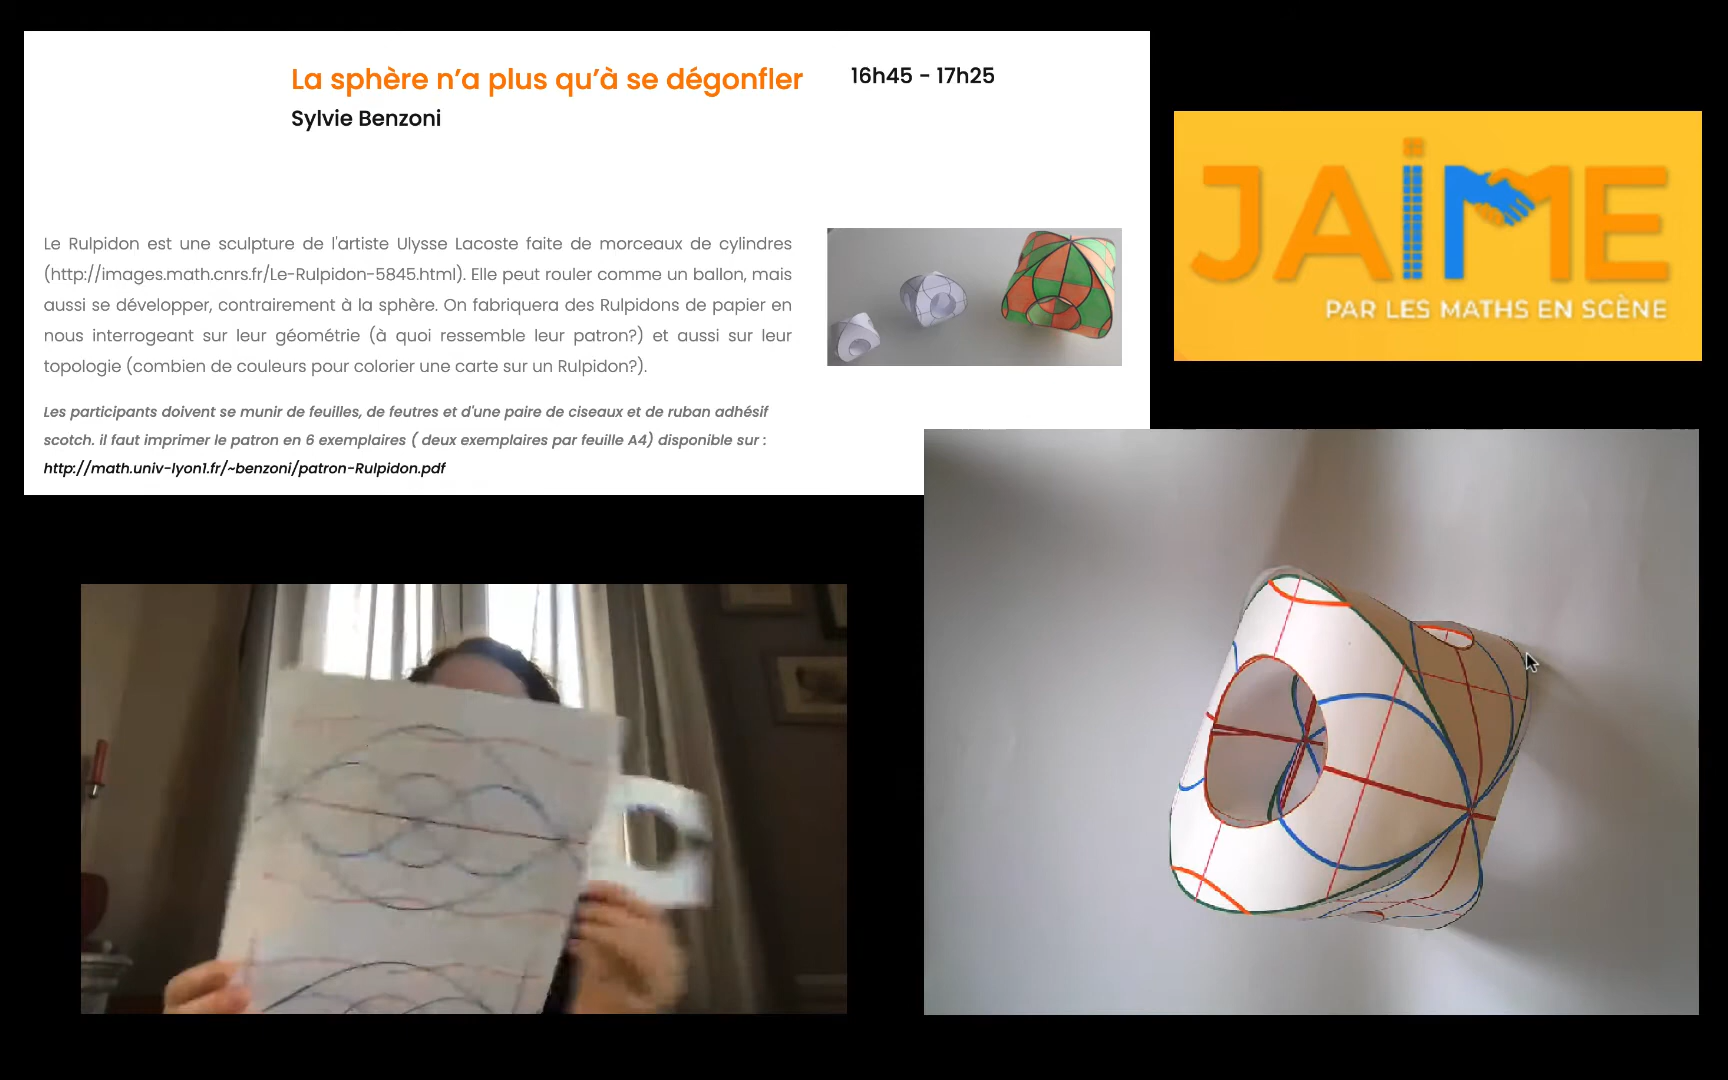 La sphère n’a plus qu’à se dégonfler
16h45 - 17h25
Sylvie Benzoni
Le Rulpidon est une sculpture de l'artiste Ulysse Lacoste faite de morceaux de cylindres
(http://images.math.cnrs.fr/Le-Rulpidon-5845.html). Elle peut rouler comme un ballon, mais
aussi se développer, contrairement à la sphère. On fabriquera des Rulpidons de papier en
nous interrogeant sur leur géométrie (à quoi ressemble leur patron?) et aussi sur leur
topologie (combien de couleurs pour colorier une carte sur un Rulpidon?).
Les participants doivent se munir de feuilles, de feutres et d'une paire de ciseaux et de ruban adhésif
scotch. il faut imprimer le patron en 6 exemplaires ( deux exemplaires par feuille A4) disponible sur :
http://math.univ-lyon1.fr/~benzoni/patron-Rulpidon.pdf
JAiME
PAR LES MATHS EN SCÈNE